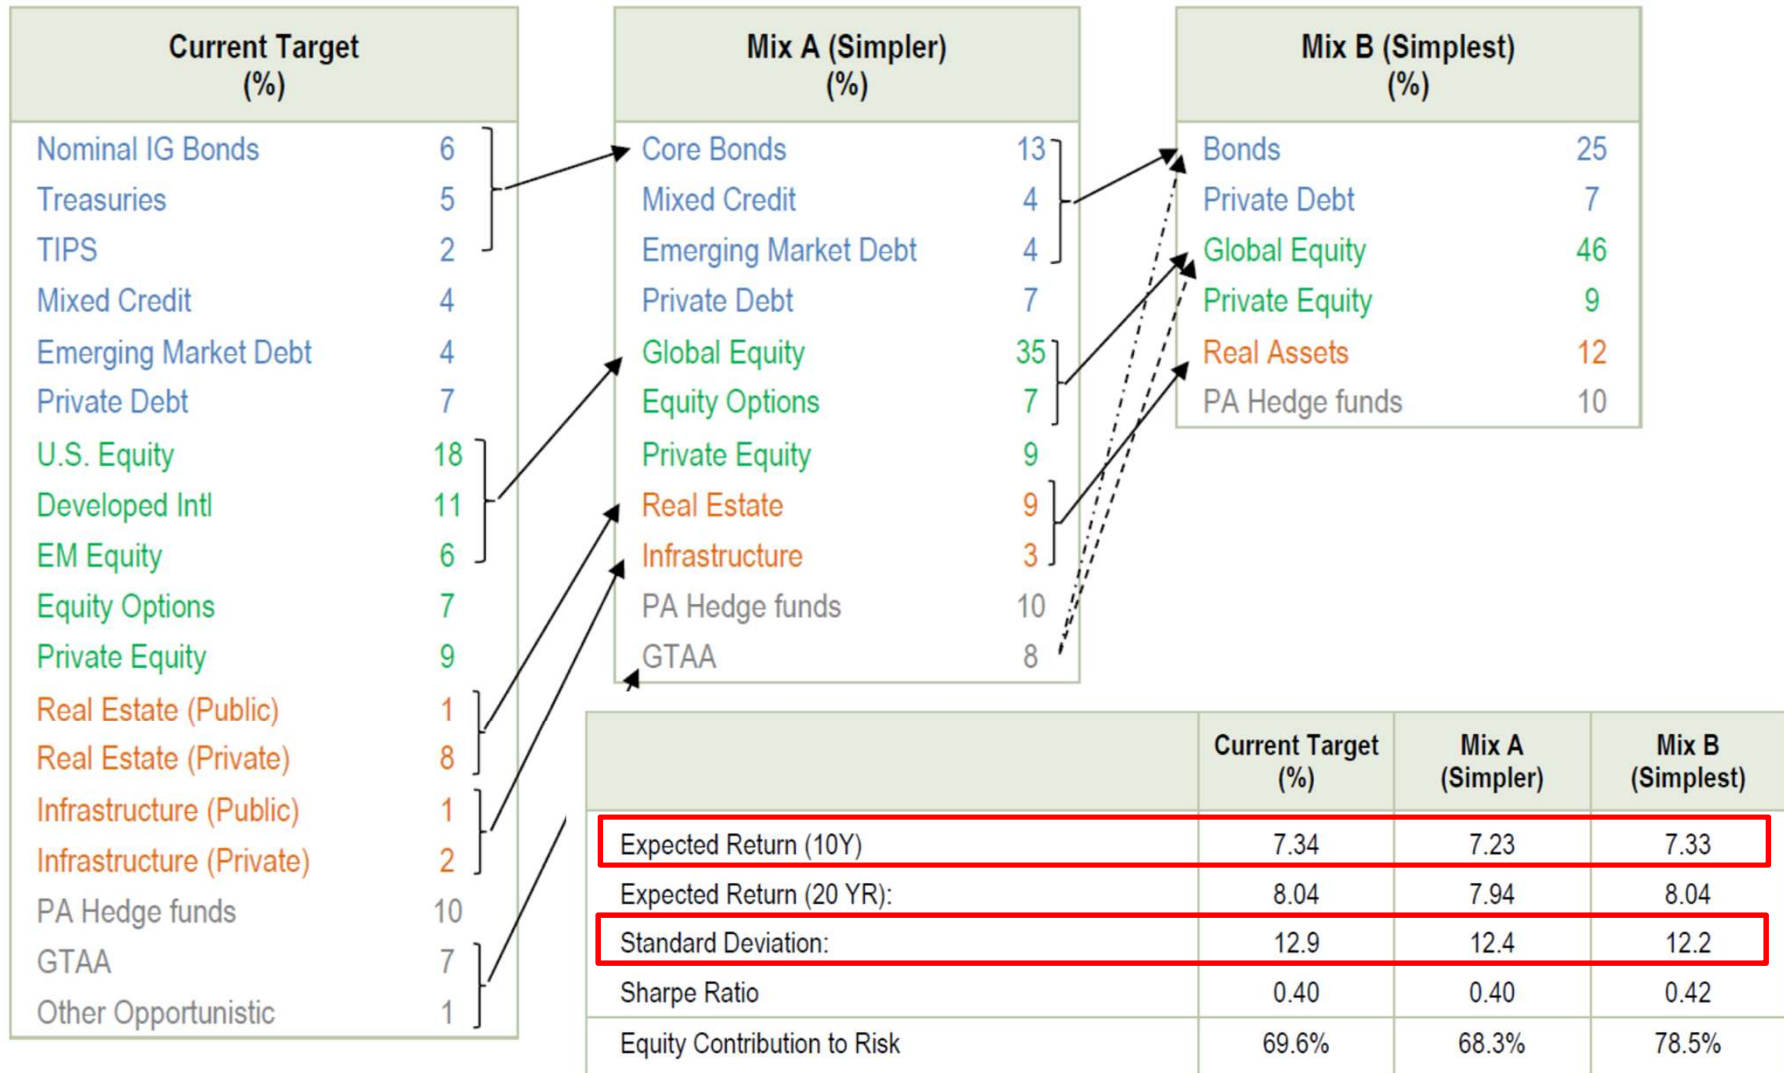 Current Target
(%)
Nominal IG Bonds 6
Treasuries 5
TIPS 2
Mixed Credit 4
Emerging Market Debt 4
Private Debt 7
U.S. Equity 18
Developed Intl 11
EM Equity 6
Equity Options 7
Private Equity 9
Real Estate (Public) 1
Real Estate (Private) 8
Infrastructure (Public) 1
Infrastructure (Private) 2
PA Hedge funds 10
GTAA 7
Other Opportunistic 1
Mix A (Simpler)
(%)
Core Bonds 13
Mixed Credit 4
Emerging Market Debt 4
Private Debt 7
Global Equity 35
Equity Options 7
Private Equity 9
Real Estate 9
Infrastructure 3
PA Hedge funds 10
GTAA 8
Mix B (Simplest)
(%)
Bonds 25
Private Debt 7
Global Equity 46
Private Equity 9
Real Assets 12
PA Hedge funds 10
Current Target Mix A Mix B
(%) (Simpler) (Simplest)
Expected Return (10Y) 7.34 7.23 7.33
Expected Return (20 YR): 8.04 7.94 8.04
Standard Deviation: 12.9 12.4 12.2
Sharpe Ratio 0.40 0.40 0.42
Equity Contribution to Risk 69.6% 68.3% 78.5%